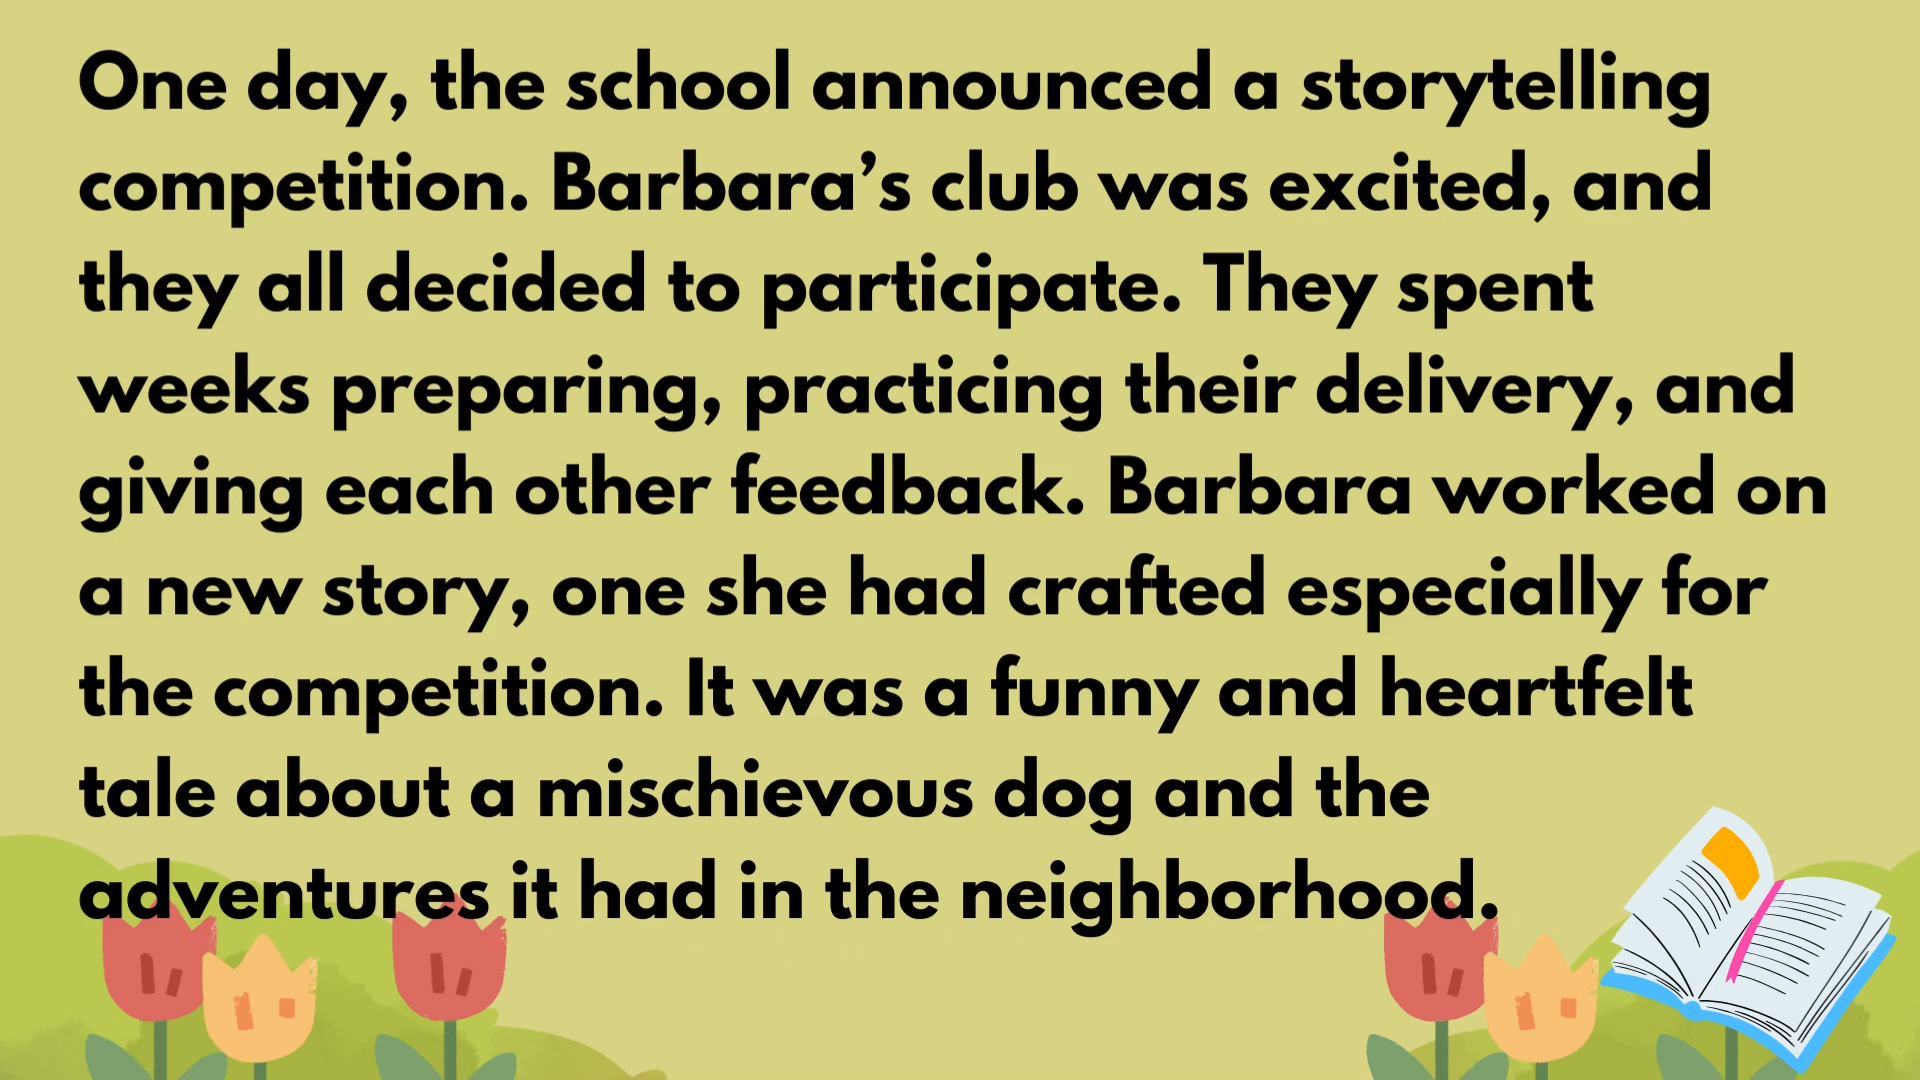 One day, the school announced a storytelling
competition. Barbara’s club was excited, and
they all decided to participate. They spent
weeks preparing, practicing their delivery, and
giving each other feedback. Barbara worked on
a new story, one she had crafted especially for
the competition. It was a funny and heartfelt
tale about a mischievous dog and the
adventures it had in the neighborhood.